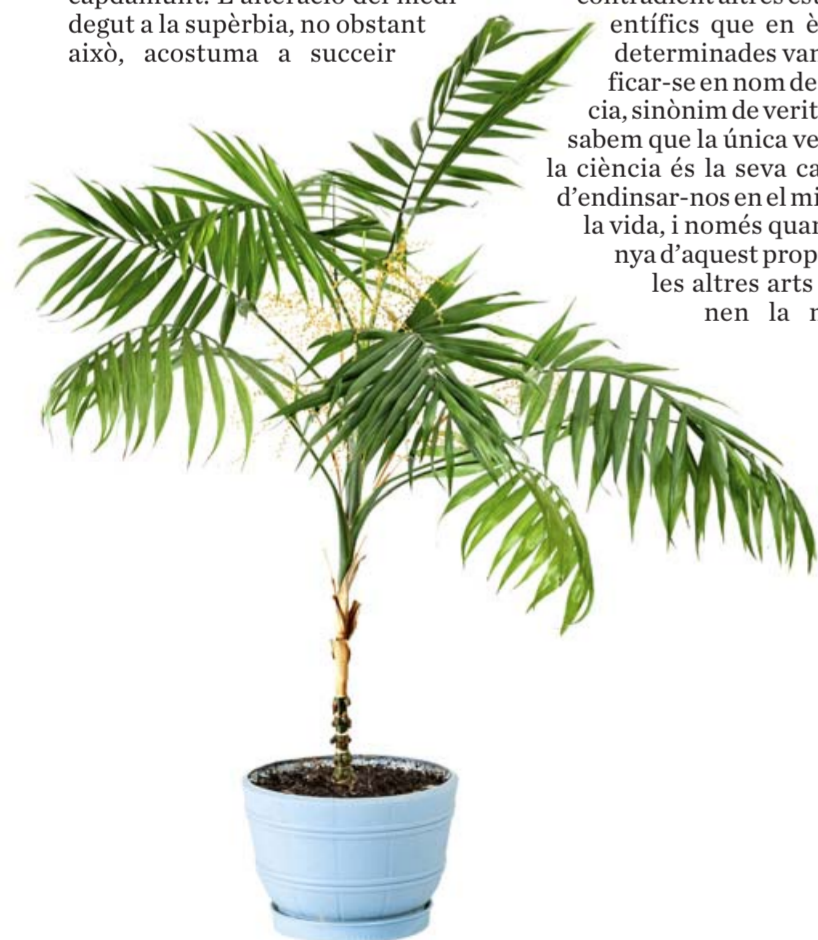 degut a la supèrbia, no obstant
això, acostuma a succeir
entífics que en è
determinades var
ficar-se en nom de
cia, sinònim de verit
sabem que la única ve
la ciència és la seva ca
d’endinsar-nos en el mi
la vida, i només quan
nya d’aquest prop
les altres arts
nen la